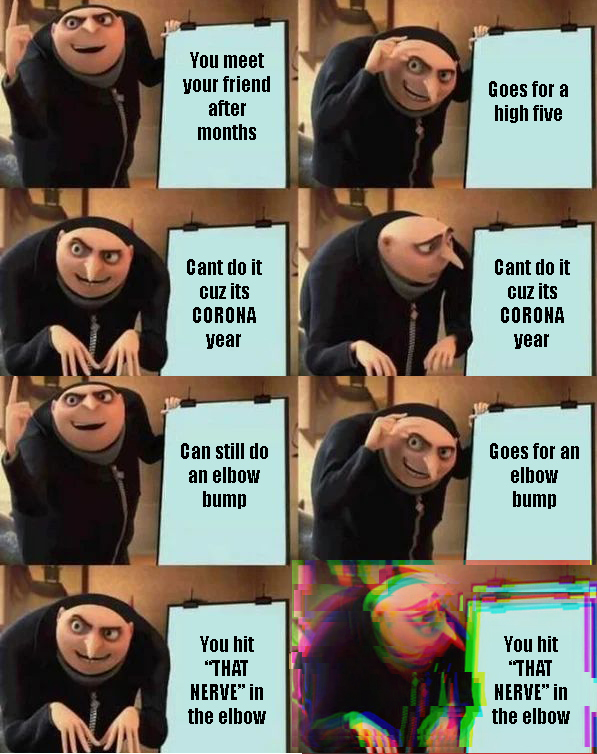 You meet
your friend
after
months
Goes for a
high five
Cant do it
cuz its
CORONA
year
Cant do it
cuz its
CORONA
year
Can still do
an elbow
bump
Goes for an
elbow
bump
You hit
“THAT
NERVE” in
the elbow
You hit
“THAT
NERVE” in
the elbow